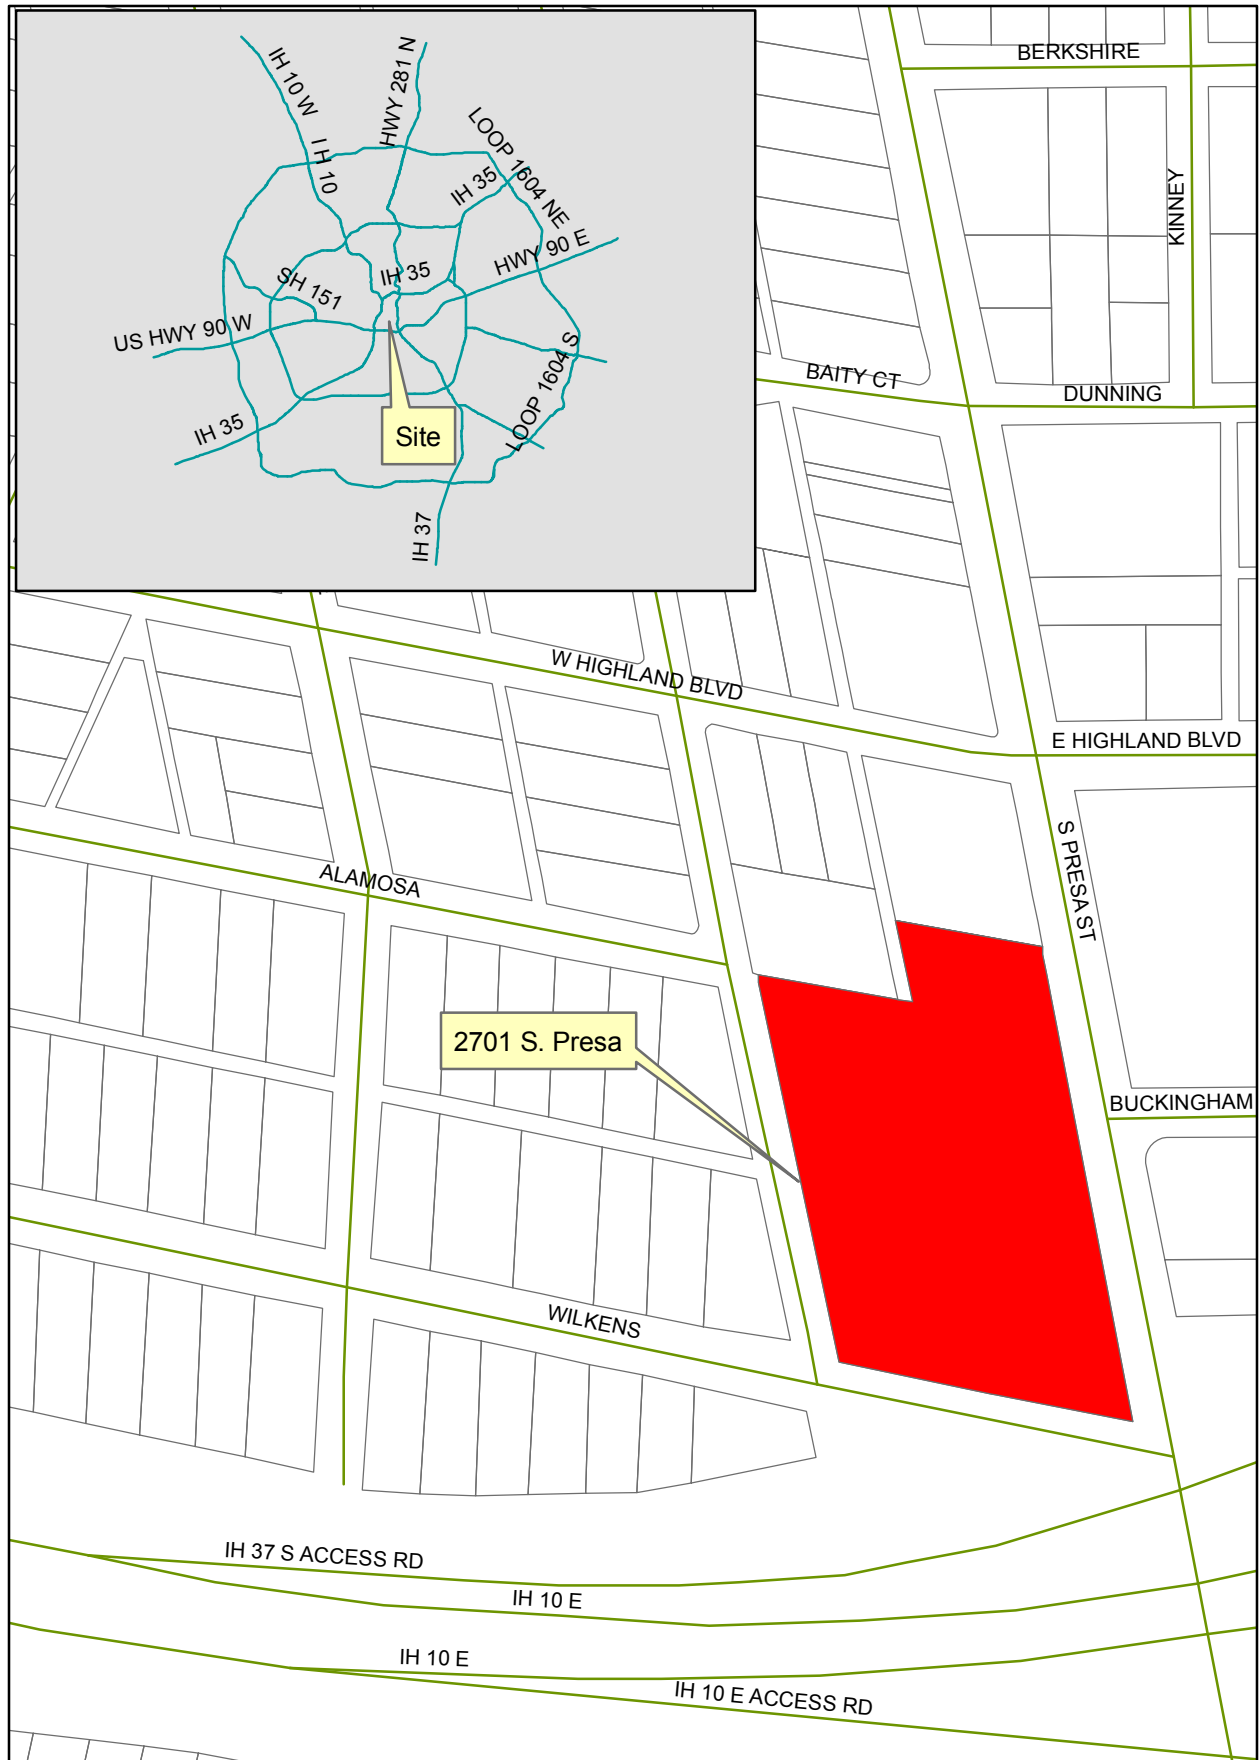 BERKSHIRE
KINNEY
IH 10 W
HWY 281 N
I H 10
LOOP 1604 NE
IH 35
HWY 90 E
IH 35
SH 151
US HWY 90 W
LOOP 1604 S
IH 35
Site
IH 37
BAITY CT
DUNNING
W HIGHLAND BLVD
E HIGHLAND BLVD
S PRESA ST
ALAMOSA
2701 S. Presa
BUCKINGHAM
WILKENS
IH 37 S ACCESS RD
IH 10 E
IH 10 E
IH 10 E ACCESS RD